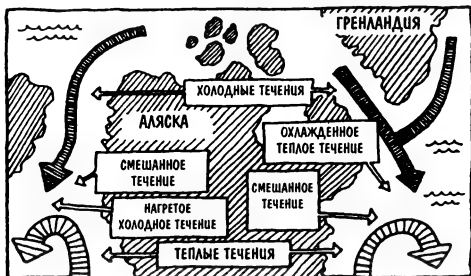 ГРЕНЛАНДИЯ
ХОЛОДНЫЕ ТЕЧЕНИЯ
АЛЯСКА
ОХЛАЖДЕННОЕ
ТЕПЛОЕ ТЕЧЕНИЕ
СМЕШАННОЕ
ТЕЧЕНИЕ
СМЕШАННОЕ
ТЕЧЕНИЕ
НАГРЕТОЕ
ХОЛОДНОЕ ТЕЧЕНИЕ
ТЕПЛЫЕ ТЕЧЕНИЯ